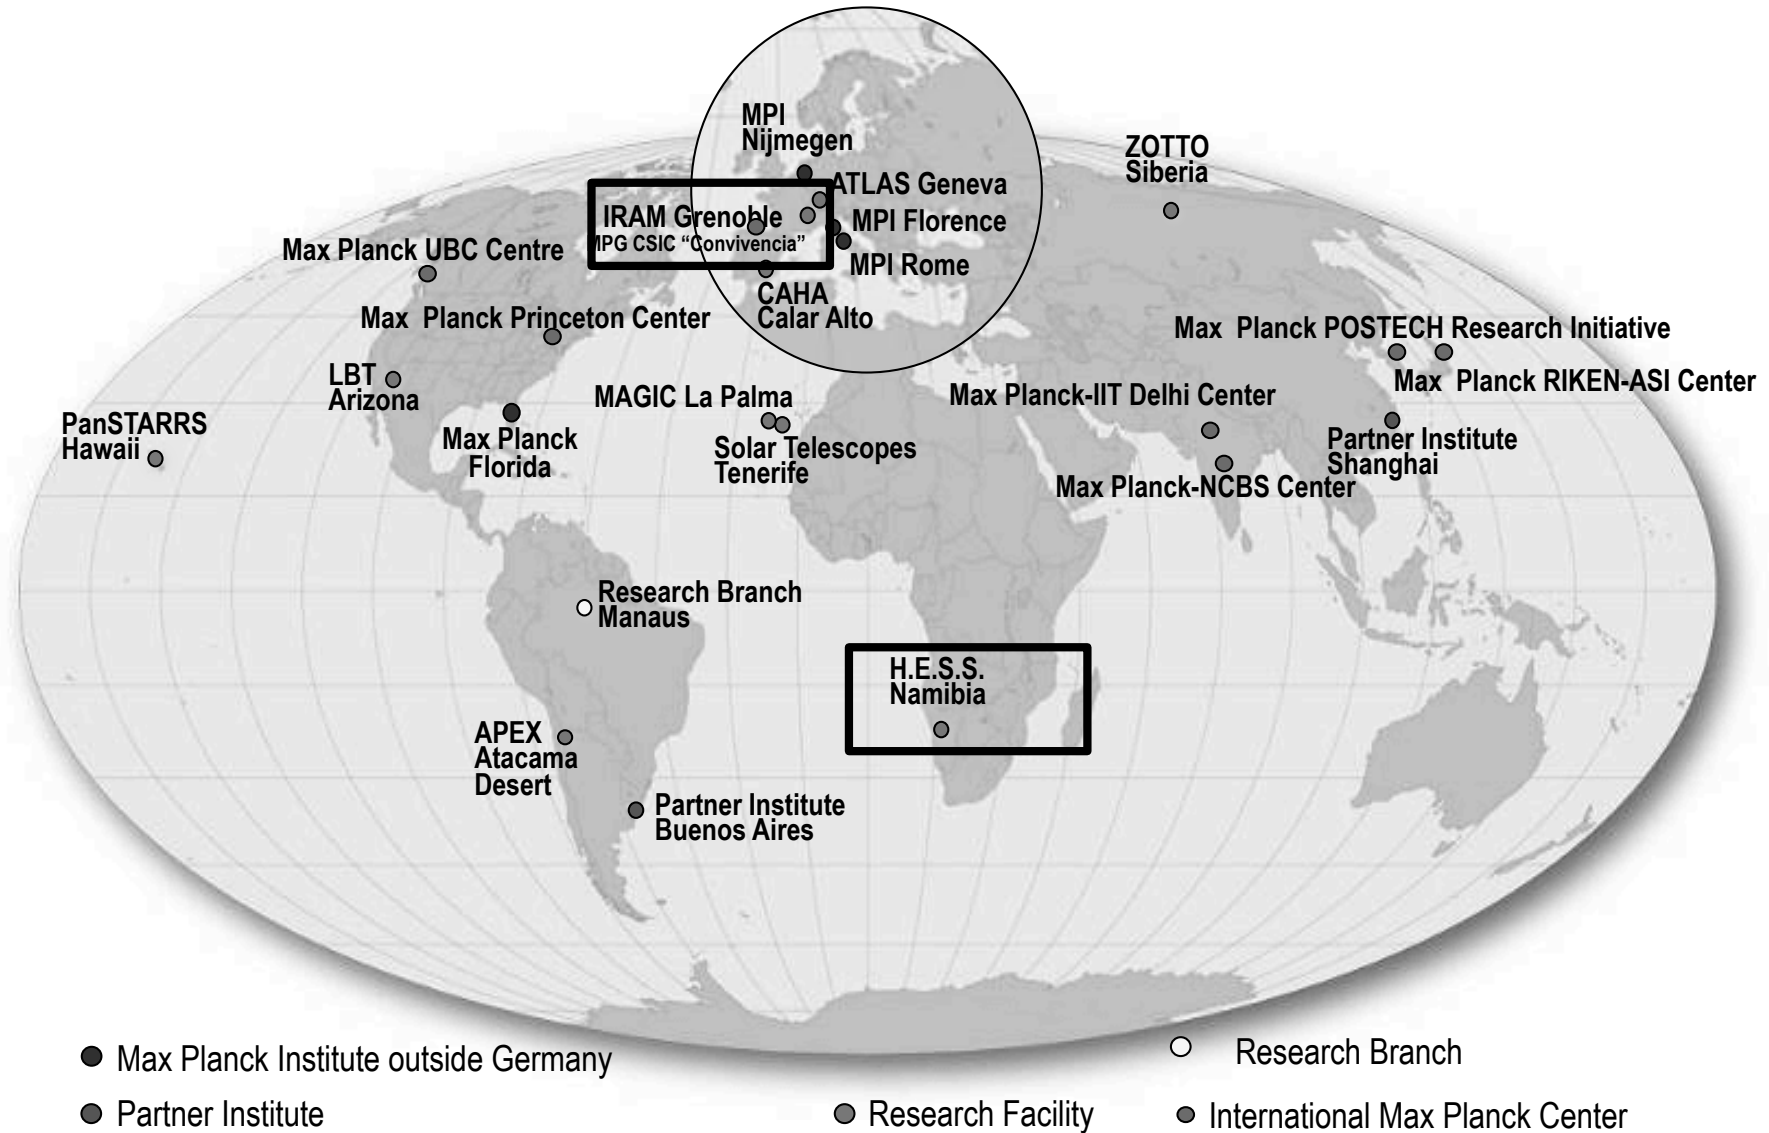 MPI
Nijmegen
ZOTTO
Siberia
ATLAS Geneva
IRAM Grenoble
MPI Florence
MPG CSIC “Convivencia”
Max Planck UBC Centre
MPI Rome
CAHA
Calar Alto
Max Planck Princeton Center
Max Planck POSTECH Research Initiative
LBT
Arizona
Max Planck RIKEN-ASI Center
MAGIC La Palma
Max Planck-IIT Delhi Center
PanSTARRS
Hawaii
Max Planck
Florida
Solar Telescopes
Tenerife
Partner Institute
Shanghai
Max Planck-NCBS Center
Research Branch
Manaus
H.E.S.S.
Namibia
APEX
Atacama
Desert
Partner Institute
Buenos Aires
Max Planck Institute outside Germany
Research Branch
Partner Institute
Research Facility
International Max Planck Center